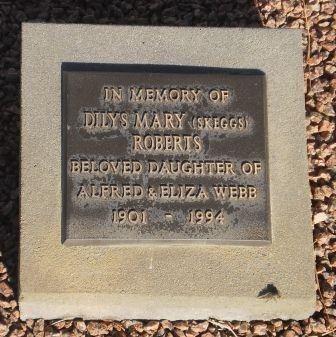 IN MEMORY OF
DILYS MARY (SKEGGS)
ROBERTS
BELOVED DAUGHTER OF
ALFRED & ELIZA WEBB
1901 - 1994